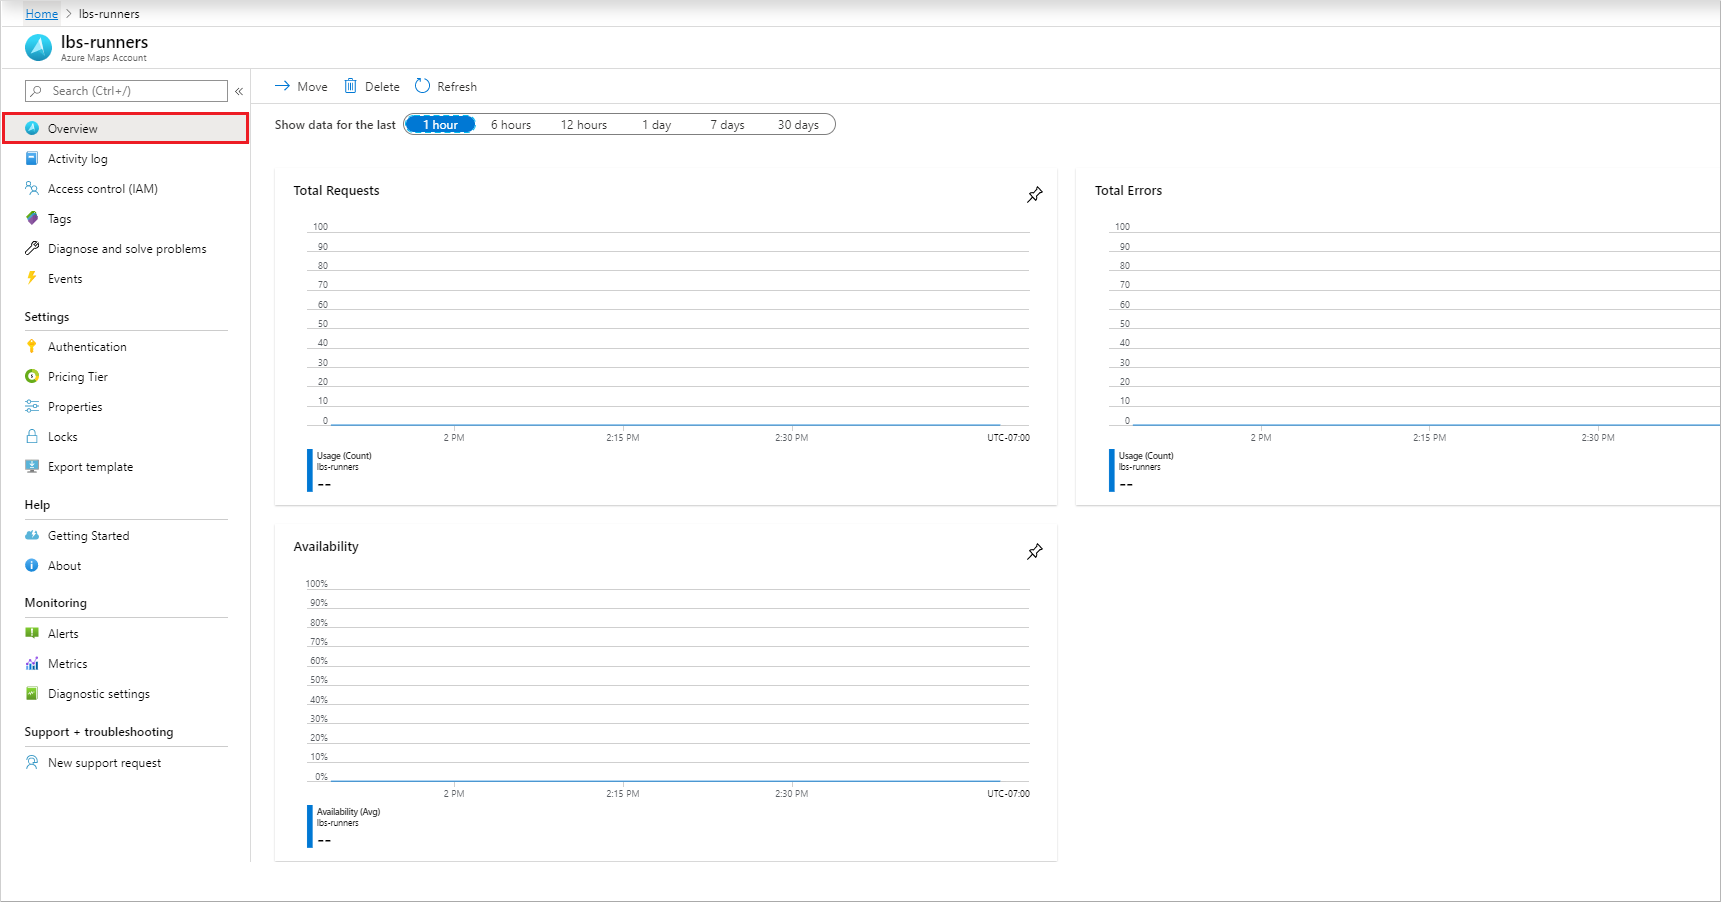 Home > lbs-runners
lbs-runners
Azure Maps Account
Search (Ctrl+/)
«
Overview
Activity log
Access control (IAM)
Tags
Diagnose and solve problems
Events
Settings
Authentication
Pricing Tier
Properties
Locks
Export template
Help
Getting Started
About
Monitoring
Alerts
Metrics
Diagnostic settings
Support + troubleshooting
New support request
Move Delete Refresh
Show data for the last 1 hour 6 hours 12 hours 1 day 7 days 30 days
Total Requests
100
90
80
70
60
50
40
30
20
10
0
2 PM 2:15 PM 2:30 PM UTC-07:00
Usage (Count)
lbs-runners
--
Total Errors
100
90
80
70
60
50
40
30
20
10
0
2 PM 2:15 PM 2:30 PM
Usage (Count)
lbs-runners
--
Availability
100%
90%
80%
70%
60%
50%
40%
30%
20%
10%
0%
2 PM 2:15 PM 2:30 PM UTC-07:00
Availability (Avg)
lbs-runners
--